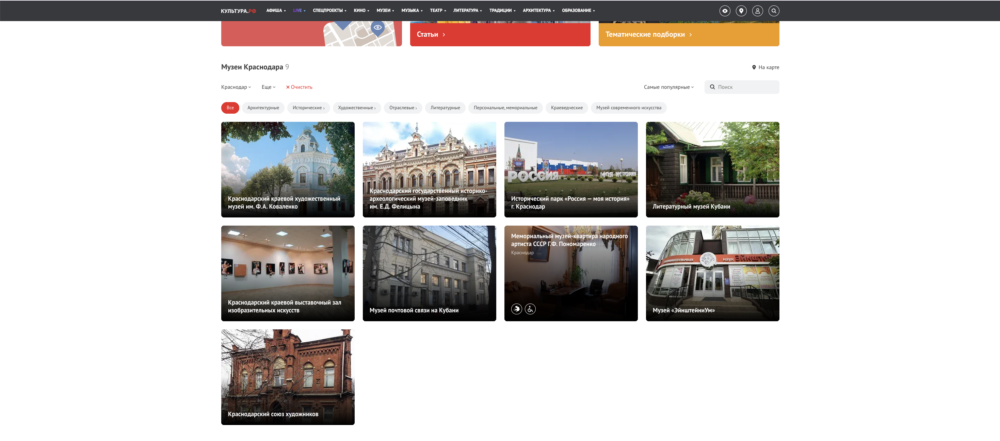 КУЛЬТУРА.РФ АФИША LIVE СПЕЦПРОЕКТЫ КИНО МУЗЕИ МУЗЫКА ТЕАТР ЛИТЕРАТУРА ТРАДИЦИИ АРХИТЕКТУРА ОБРАЗОВАНИЕ
Статьи
Тематические подборки
Музеи Краснодара 9
На карте
Краснодар Еще Очистить
Самые популярные Поиск
Все Архитектурные Исторические Художественные Отраслевые Литературные Персональные, мемориальные Краеведческие Музей современного искусства
Краснодарский краевой художественный
музей им. Ф.А. Коваленко
Краснодарский государственный историко-
археологический музей-заповедник
им. Е.Д. Фелицына
РОССИЯ
МОЯ ИСТОРИЯ
Исторический парк «Россия — моя история»
г. Краснодар
Литературный музей Кубани
Краснодарский краевой выставочный зал
изобразительных искусств
Музей почтовой связи на Кубани
Мемориальный музей-квартира народного
артиста СССР Г.Ф. Пономаренко
Краснодар
наук Эйнштей
Музей «ЭйнштейниУм»
Краснодарский союз художников